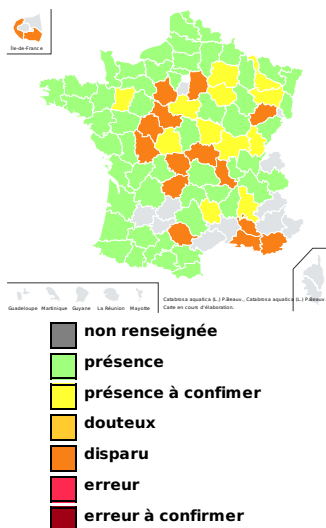 Île-de-France
Guadeloupe Martinique Guyane La Réunion Mayotte
Catabrosa aquatica (L.) P.Beauv., Catabrosa aquatica (L.) P.Beauv.
Carte en cours d'élaboration.
non renseignée
présence
présence à confimer
douteux
disparu
erreur
erreur à confirmer